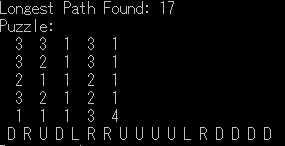 Longest Path Found: 17
Puzzle:
3 3 1 3 1
3 2 1 3 1
2 1 1 2 1
3 2 1 2 1
1 1 1 3 4
D R U D L R R U U U U L R D D D D